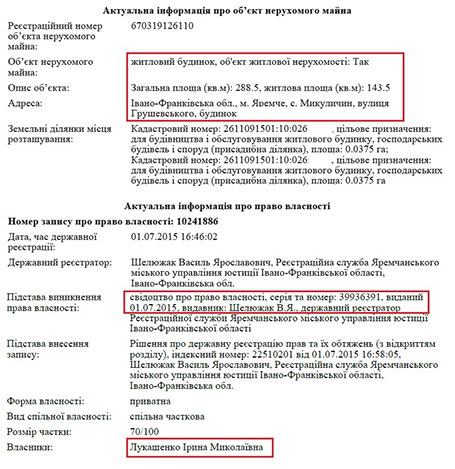 Актуальна інформація про об’єкт нерухомого майна
Реєстраційний номер об’єкта нерухомого майна: 670319126110
Об’єкт нерухомого майна: житловий будинок, об'єкт житлової нерухомості: Так
Опис об’єкта: Загальна площа (кв.м): 288.5, житлова площа (кв.м): 143.5
Адреса: Івано-Франківська обл., м. Яремче, с. Микуличин, вулиця
Грушевського, будинок
Земельні ділянки місця розташування: Кадастровий номер: 2611091501:10:026 , цільове призначення:
для будівництва і обслуговування житлового будинку, господарських
будівель і споруд (присадибна ділянка), площа: 0.0375 га
Кадастровий номер: 2611091501:10:026 , цільове призначення:
для будівництва і обслуговування житлового будинку, господарських
будівель і споруд (присадибна ділянка), площа: 0.0375 га
Актуальна інформація про право власності
Номер запису про право власності: 10241886
Дата, час державної реєстрації: 01.07.2015 16:46:02
Державний реєстратор: Шелюжак Василь Ярославович, Реєстраційна служба Яремчанського
міського управління юстиції Івано-Франківської області,
Івано-Франківська обл.
Підстава виникнення права власності: свідоцтво про право власності, серія та номер: 39936391, виданий
01.07.2015, видавник: Шелюжак В.Я., державний реєстратор
Реєстраційної служби Яремчанського міського управління юстиції
Івано-Франківської області
Підстава внесення запису: Рішення про державну реєстрацію прав та їх обтяжень (з відкриттям
розділу), індексний номер: 22510201 від 01.07.2015 16:58:05,
Шелюжак Василь Ярославович, Реєстраційна служба Яремчанського
міського управління юстиції Івано-Франківської області,
Івано-Франківська обл.
Форма власності: приватна
Вид спільної власності: спільна часткова
Розмір частки: 70/100
Власники: Лукашенко Ірина Миколаївна